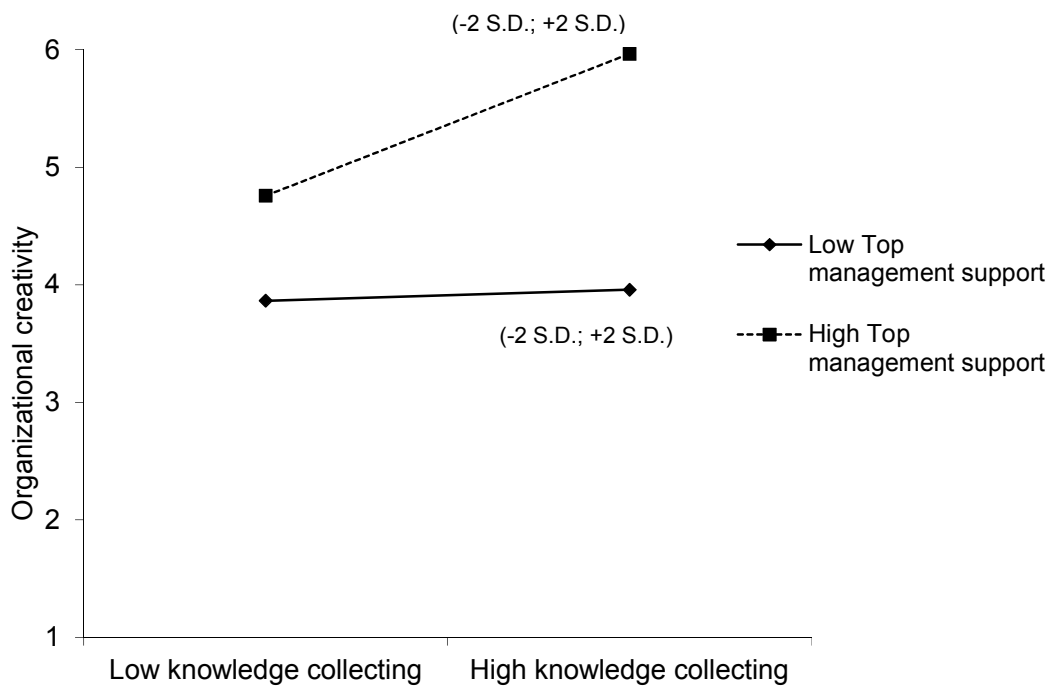 (-2 S.D.; +2 S.D.)
6
5
4
3
2
1
Organizational creativity
(-2 S.D.; +2 S.D.)
Low knowledge collecting
High knowledge collecting
Low Top
management support
High Top
management support